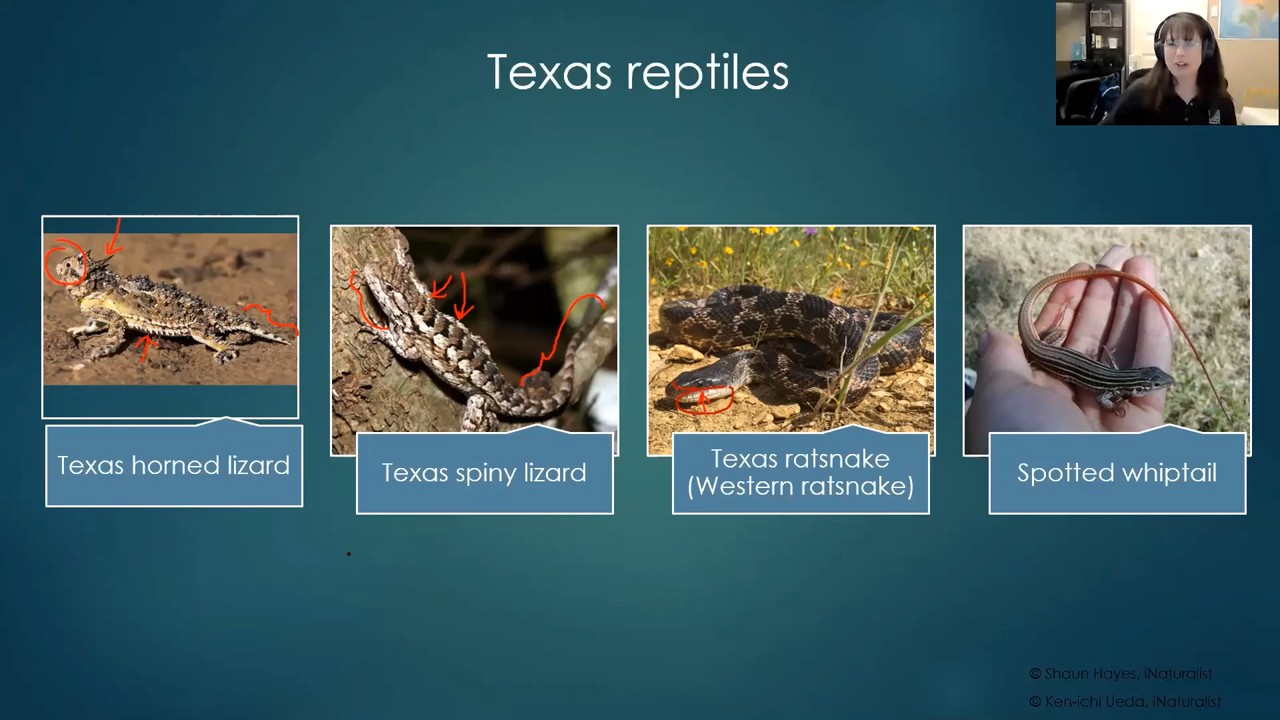 Texas reptiles
Texas horned lizard
Texas spiny lizard
Texas ratsnake
(Western ratsnake)
Spotted whiptail
© Shaun Hayes, iNaturalist
© Ken-ichi Ueda, iNaturalist